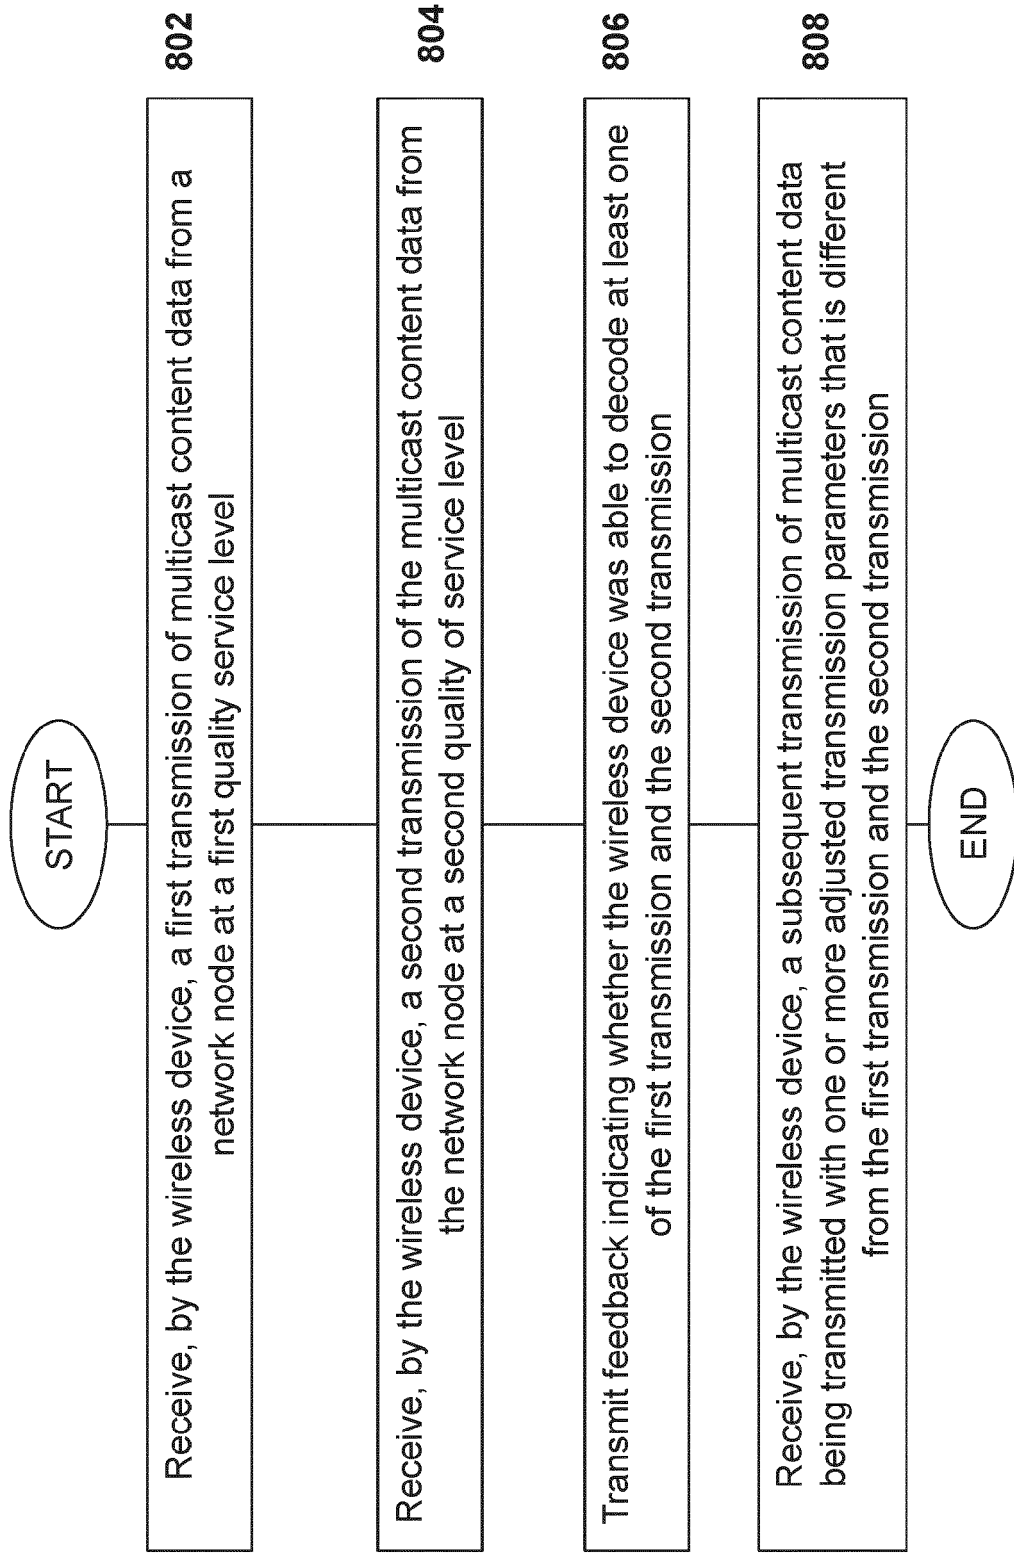 START
802
Receive, by the wireless device, a first transmission of multicast content data from a
network node at a first quality service level
804
Receive, by the wireless device, a second transmission of the multicast content data from
the network node at a second quality of service level
806
Transmit feedback indicating whether the wireless device was able to decode at least one
of the first transmission and the second transmission
808
Receive, by the wireless device, a subsequent transmission of multicast content data
being transmitted with one or more adjusted transmission parameters that is different
from the first transmission and the second transmission
END